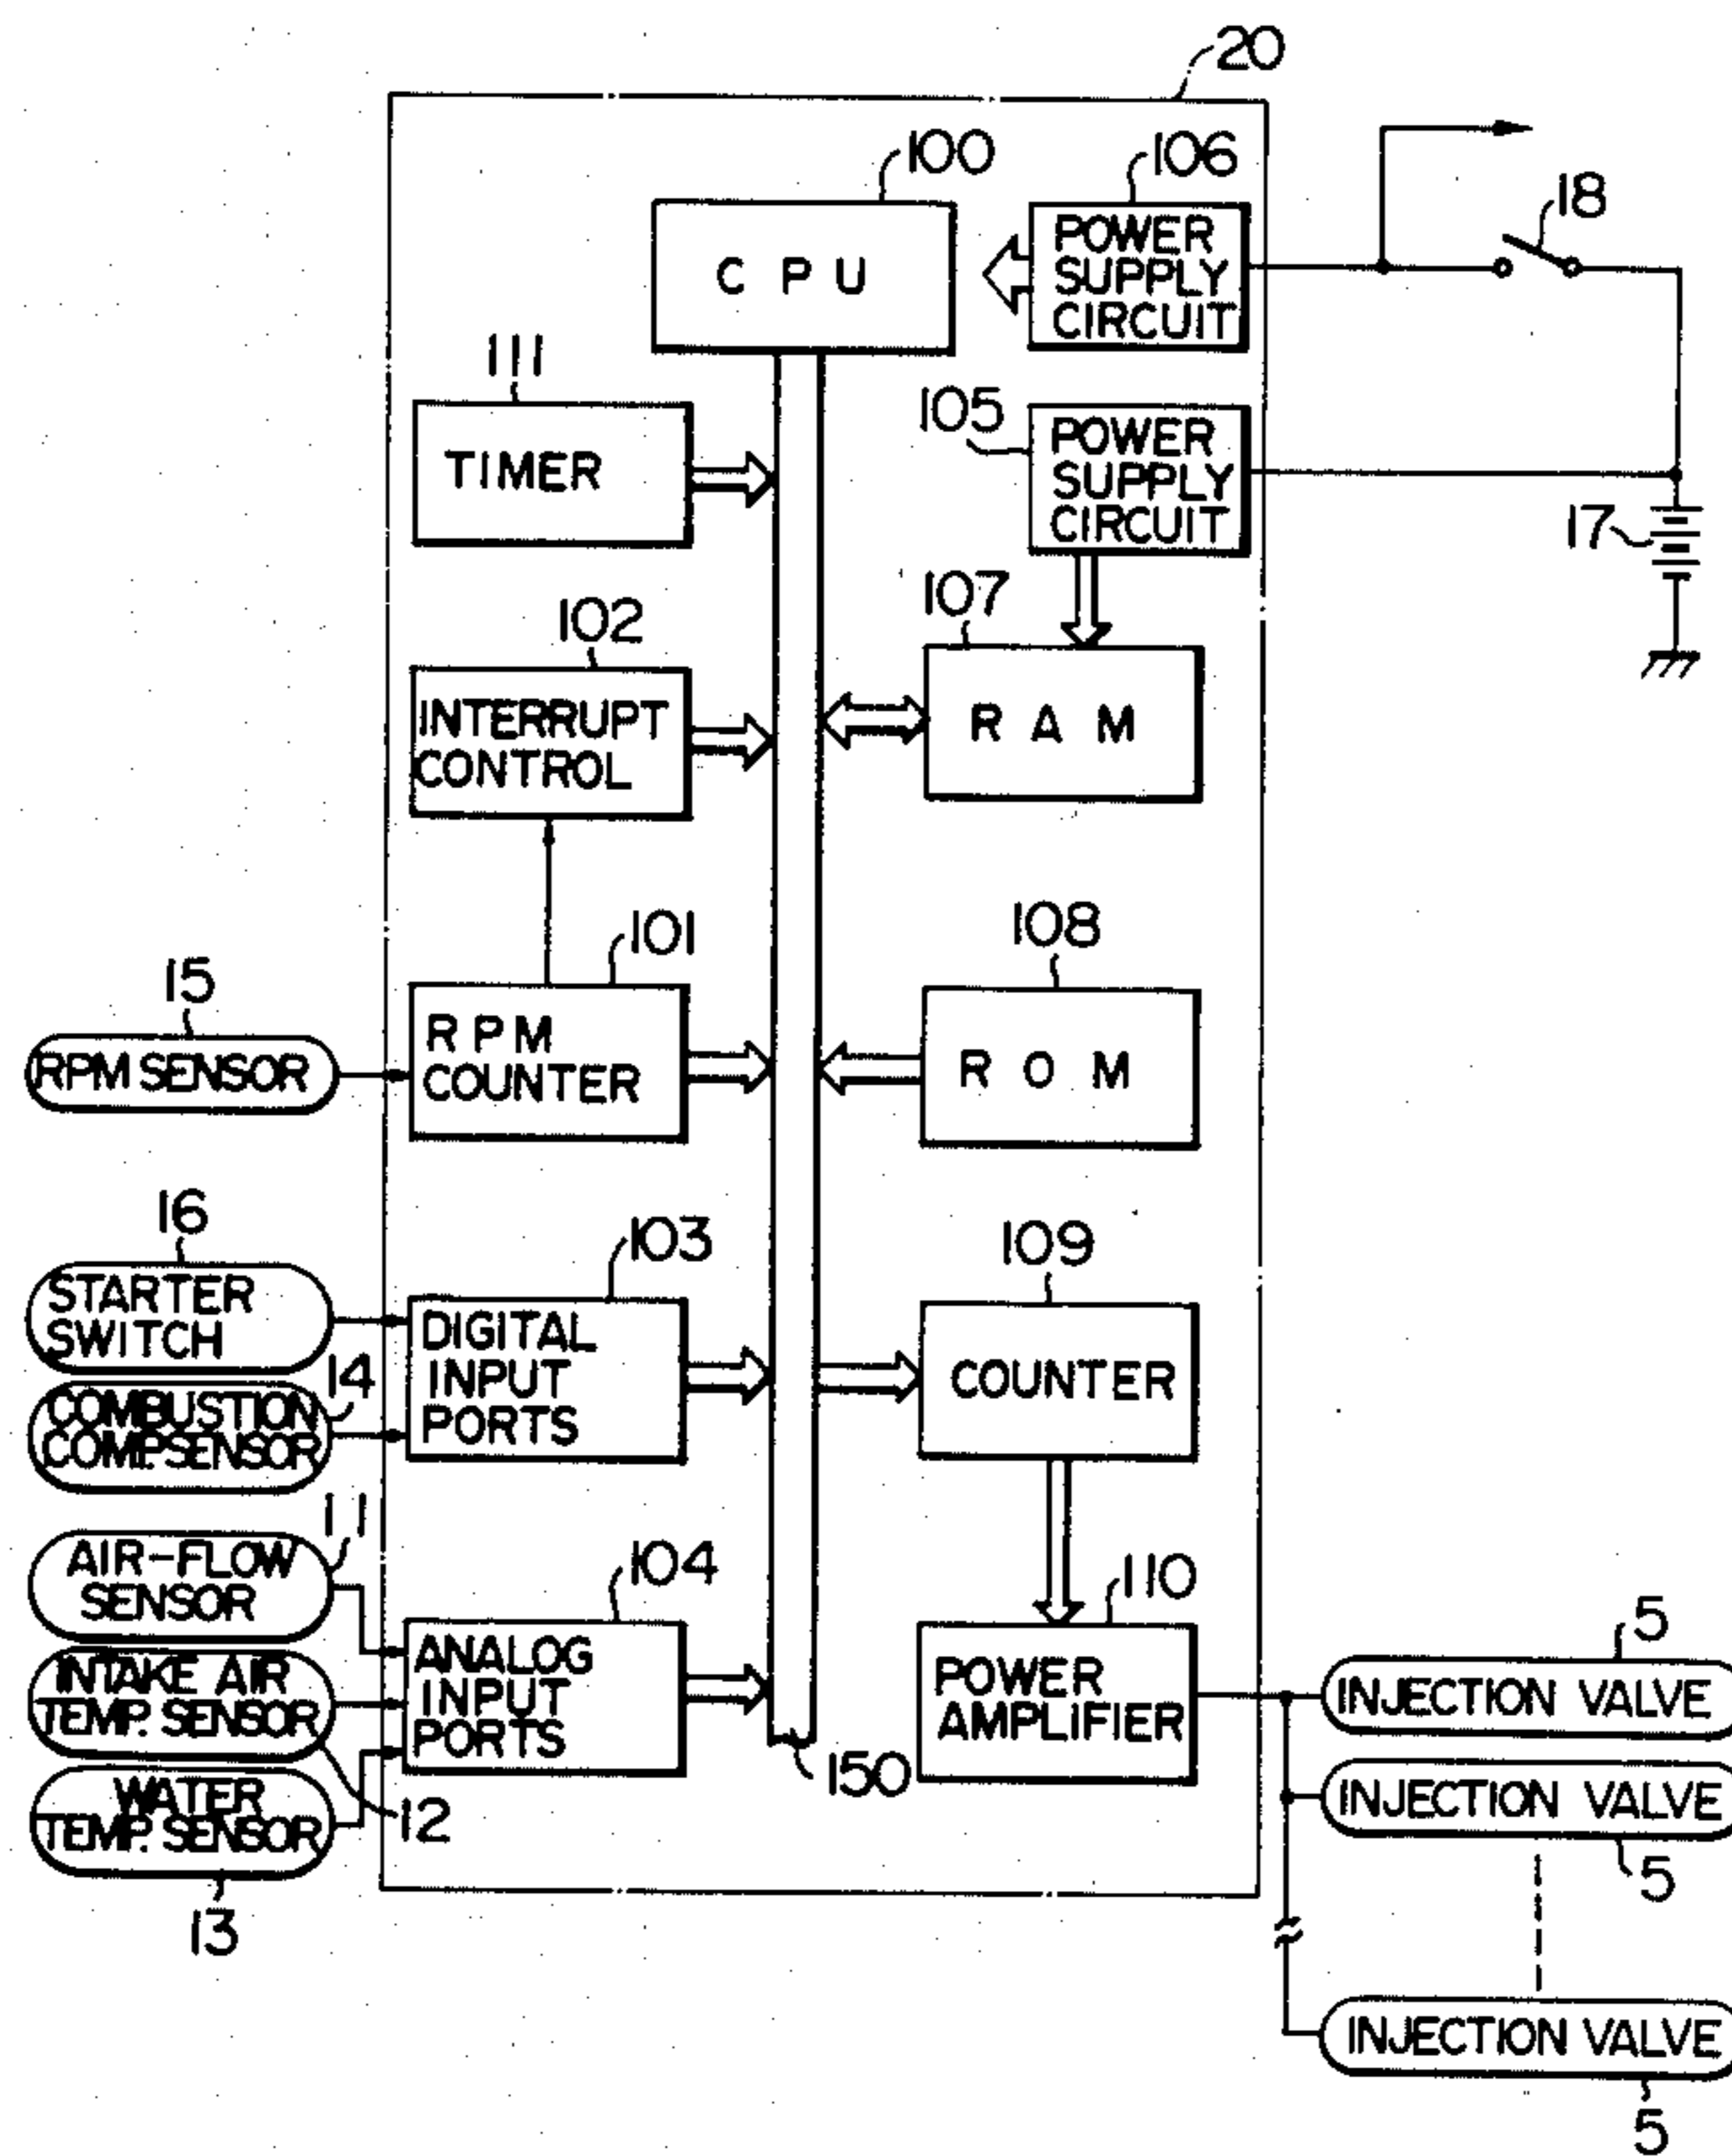 20
100
106
18
C P U
POWER
SUPPLY
CIRCUIT
111
105
TIMER
POWER
SUPPLY
CIRCUIT
17
102
107
INTERRUPT
CONTROL
R A M
101
108
15
RPM SENSOR
RPM
COUNTER
R O M
16
103
109
STARTER
SWITCH
14
DIGITAL
INPUT
PORTS
COUNTER
COMBUSTION
COMP.SENSOR
11
AIR-FLOW
SENSOR
104
110
5
ANALOG
INPUT
PORTS
POWER
AMPLIFIER
INJECTION VALVE
INTAKE AIR
TEMP. SENSOR
150
INJECTION VALVE
WATER
TEMP. SENSOR
12
5
13
INJECTION VALVE
5